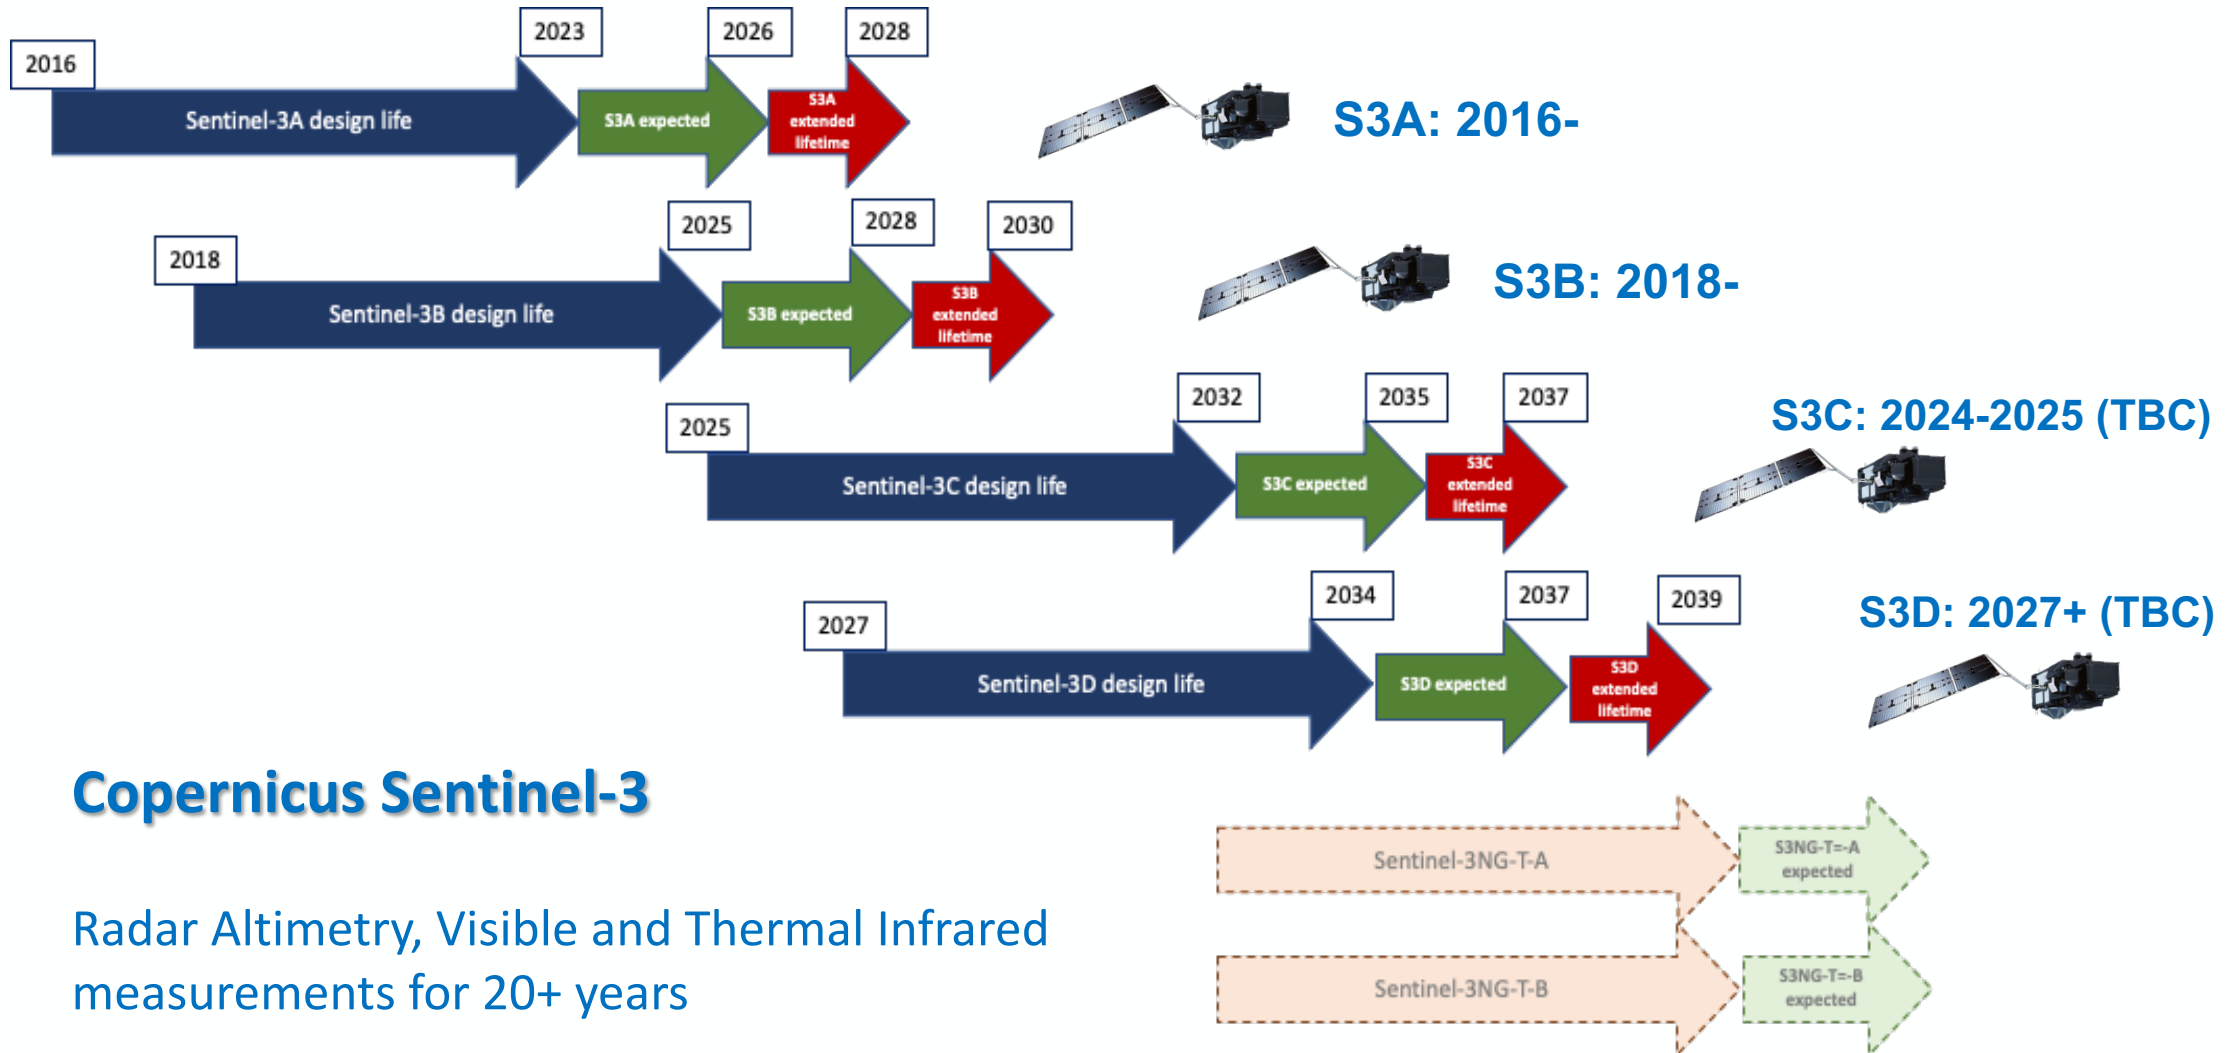 2016
2023
2026
2028
Sentinel-3A design life
S3A expected
S3A
extended
lifetime
S3A: 2016-
2018
2025
2028
2030
Sentinel-3B design life
S3B expected
S3B
extended
lifetime
S3B: 2018-
2025
2032
2035
2037
Sentinel-3C design life
S3C expected
S3C
extended
lifetime
S3C: 2024-2025 (TBC)
2027
2034
2037
2039
Sentinel-3D design life
S3D expected
S3D
extended
lifetime
S3D: 2027+ (TBC)
Copernicus Sentinel-3
Radar Altimetry, Visible and Thermal Infrared
measurements for 20+ years
Sentinel-3NG-T-A
S3NG-T=-A
expected
Sentinel-3NG-T-B
S3NG-T=-B
expected